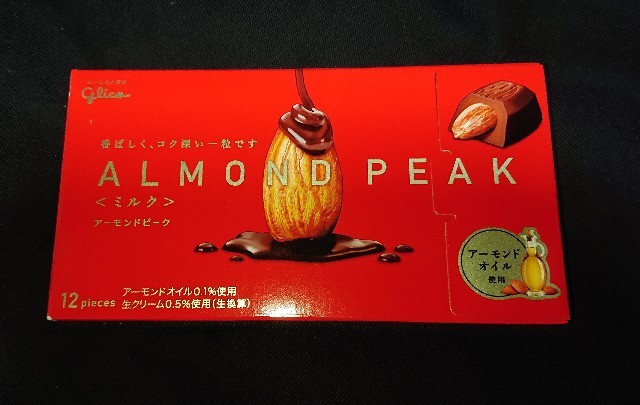 glico
香ばしく、コク深い一粒です
ALMOND PEAK
<ミルク>
アーモンドピーク
12 pieces
アーモンドオイル0.1%使用
生クリーム0.5%使用(生換算)
アーモンド
オイル
使用